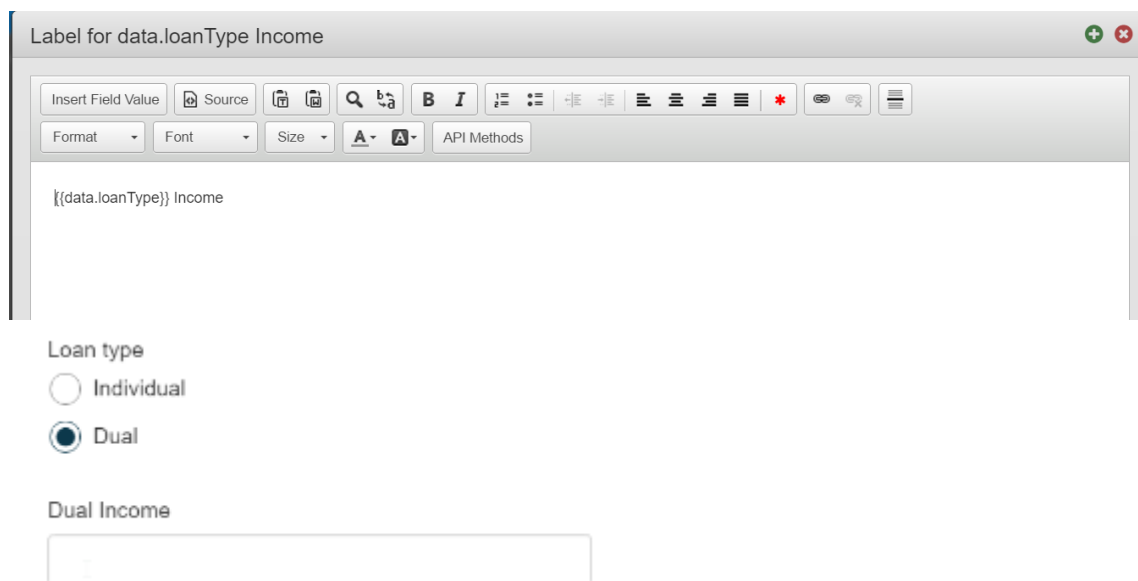 Label for data.loanType Income
Insert Field Value Source B I
Format Font Size A A API Methods
{{data.loanType}} Income
Loan type
Individual
Dual
Dual Income